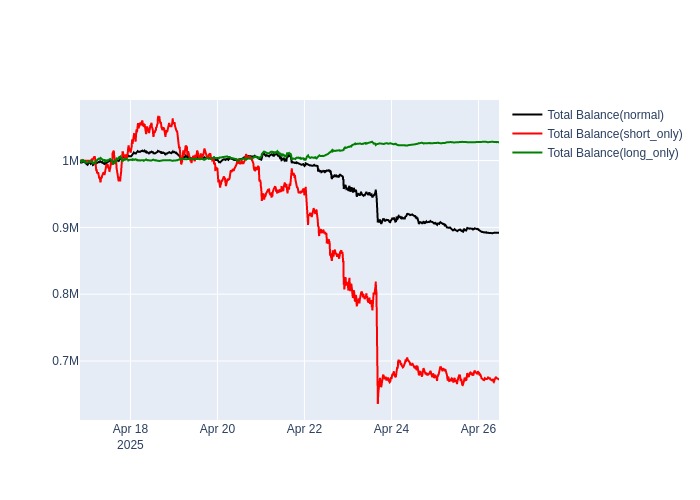 Total Balance(normal)
Total Balance(short_only)
Total Balance(long_only)
1M
0.9M
0.8M
0.7M
Apr 18
2025
Apr 20
Apr 22
Apr 24
Apr 26